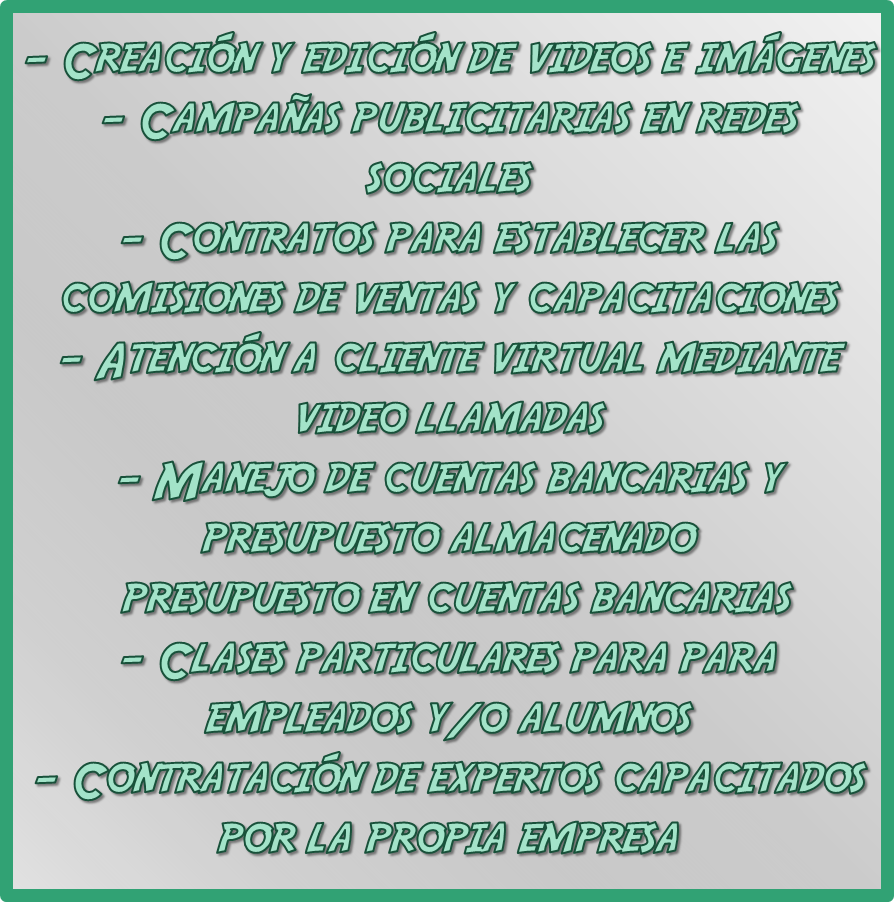 - Creación y edición de videos e imágenes
- Campañas publicitarias en redes
sociales
- Contratos para establecer las
comisiones de ventas y capacitaciones
- Atención a cliente virtual mediante
video llamadas
- Manejo de cuentas bancarias y
presupuesto almacenado
presupuesto en cuentas bancarias
- Clases particulares para para
empleados y/o alumnos
- Contratación de expertos capacitados
por la propia empresa